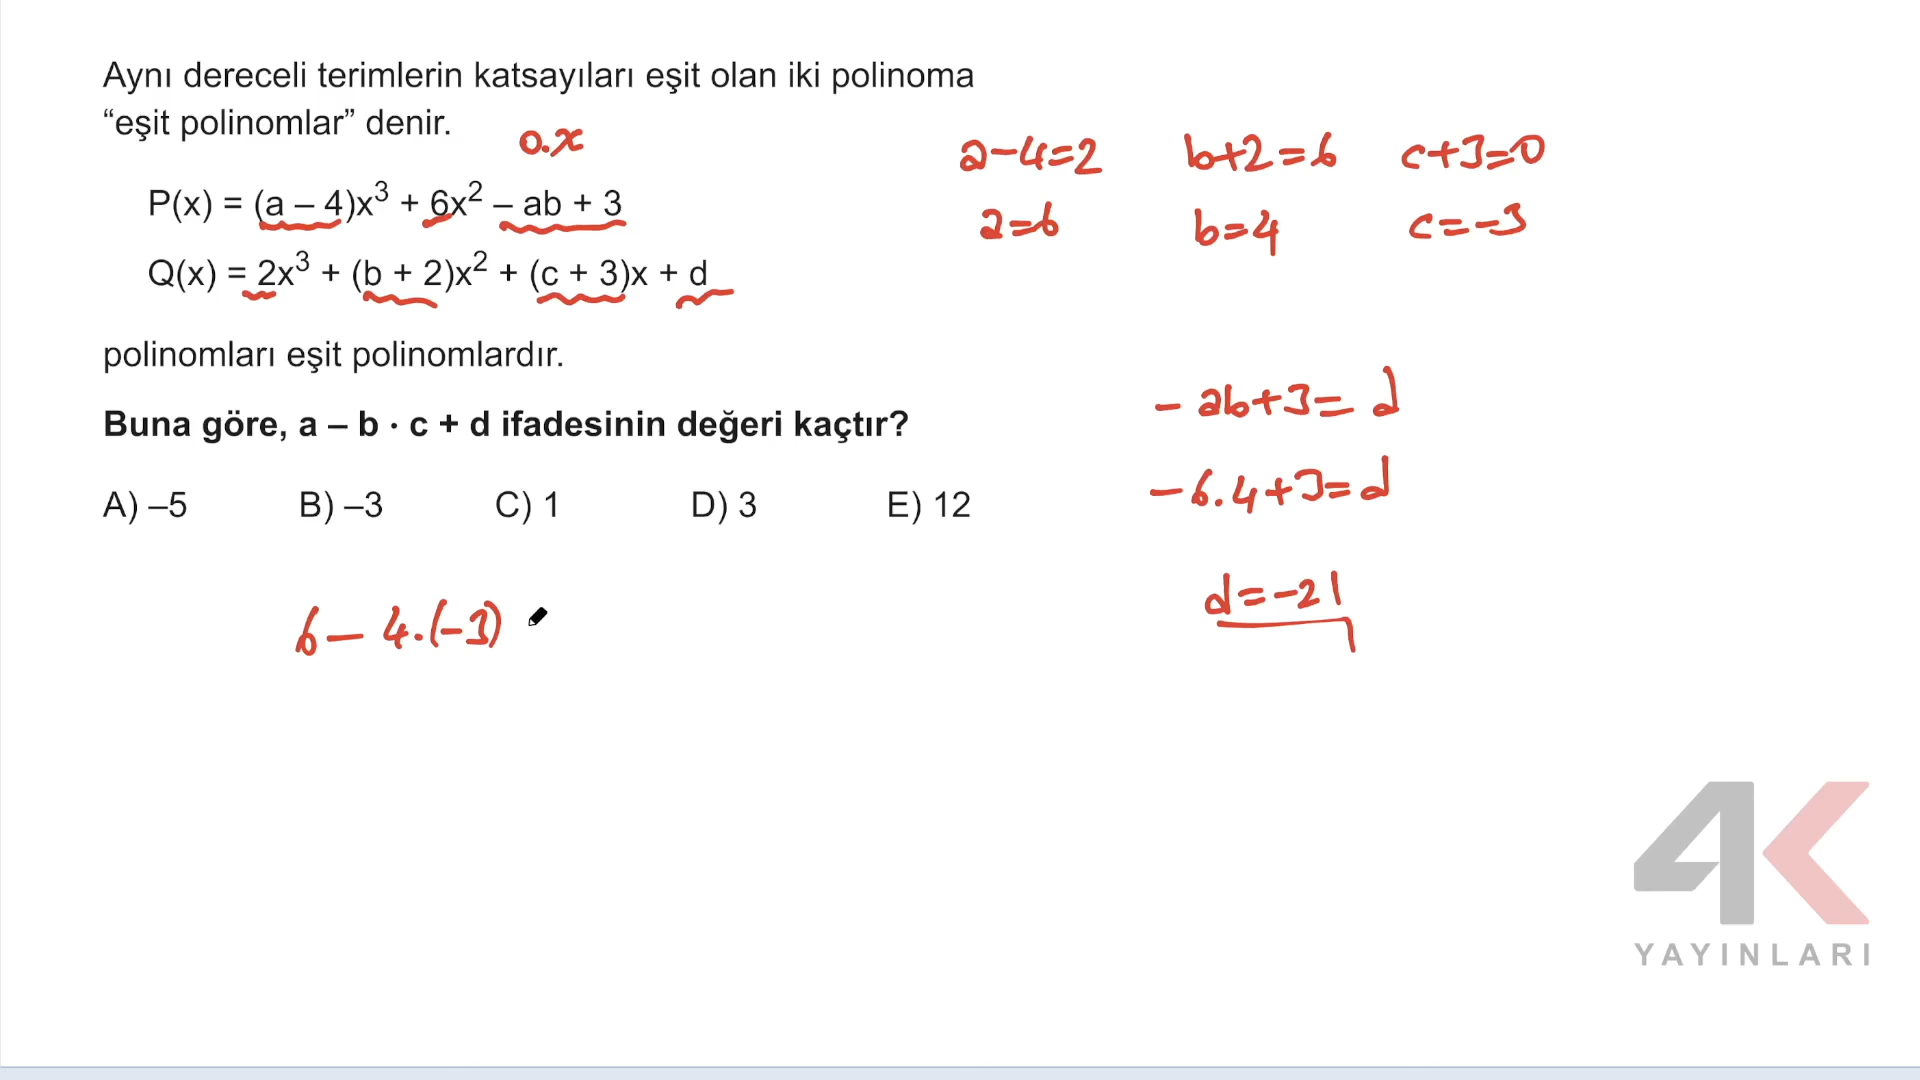 Aynı dereceli terimlerin katsayıları eşit olan iki polinoma
“eşit polinomlar” denir.
0.x
P(x) = (a – 4)x³ + 6x² – ab + 3
Q(x) = 2x³ + (b + 2)x² + (c + 3)x + d
polinomları eşit polinomlardır.
Buna göre, a – b · c + d ifadesinin değeri kaçtır?
A) –5 B) –3 C) 1 D) 3 E) 12
6 – 4.(–3)
a–4=2 b+2=6 c+3=0
a=6 b=4 c=–3
– ab+3= d
– 6.4+3=d
d=–21
4K
YAYINLARI